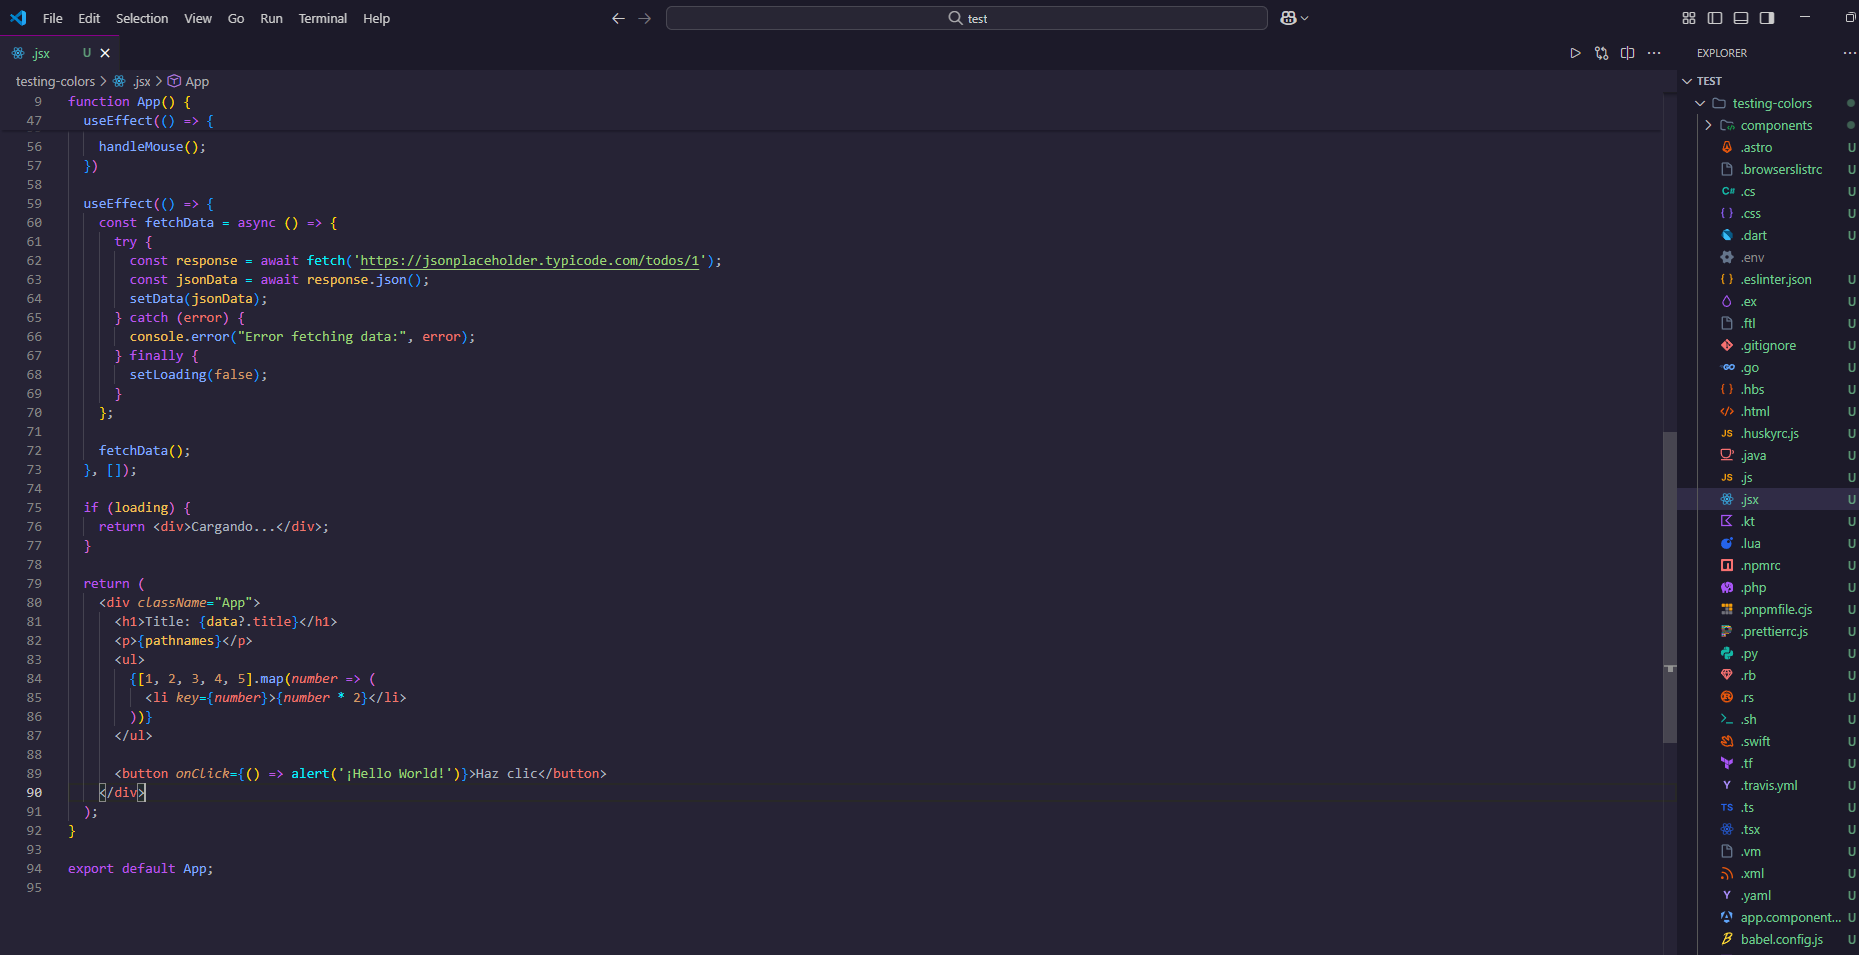 File Edit Selection View Go Run Terminal Help
test
.jsx U
testing-colors > .jsx > App
9 function App() {
47 useEffect(() => {
56 handleMouse();
57 })
58
59 useEffect(() => {
60 const fetchData = async () => {
61 try {
62 const response = await fetch('https://jsonplaceholder.typicode.com/todos/1');
63 const jsonData = await response.json();
64 setData(jsonData);
65 } catch (error) {
66 console.error("Error fetching data:", error);
67 } finally {
68 setLoading(false);
69 }
70 };
71
72 fetchData();
73 }, []);
74
75 if (loading) {
76 return <div>Cargando...</div>;
77 }
78
79 return (
80 <div className="App">
81 <h1>Title: {data?.title}</h1>
82 <p>{pathnames}</p>
83 <ul>
84 {[1, 2, 3, 4, 5].map(number => (
85 <li key={number}>{number * 2}</li>
86 ))}
87 </ul>
88
89 <button onClick={() => alert('¡Hello World!')}>Haz clic</button>
90 </div>
91 );
92 }
93
94 export default App;
95
EXPLORER
TEST
testing-colors
components
.astro U
.browserslistrc U
C# .cs U
{ } .css U
.dart U
.env
{ } .eslinter.json U
.ex U
.ftl U
.gitignore U
GO .go U
{ } .hbs U
</> .html U
JS .huskyrc.js U
.java U
JS .js U
.jsx U
.kt U
.lua U
.npmrc U
.php U
.pnpmfile.cjs U
.prettierrc.js U
.py U
.rb U
.rs U
.sh U
.swift U
.tf U
Y .travis.yml U
TS .ts U
.tsx U
.vm U
.xml U
Y .yaml U
app.component... U
babel.config.js U